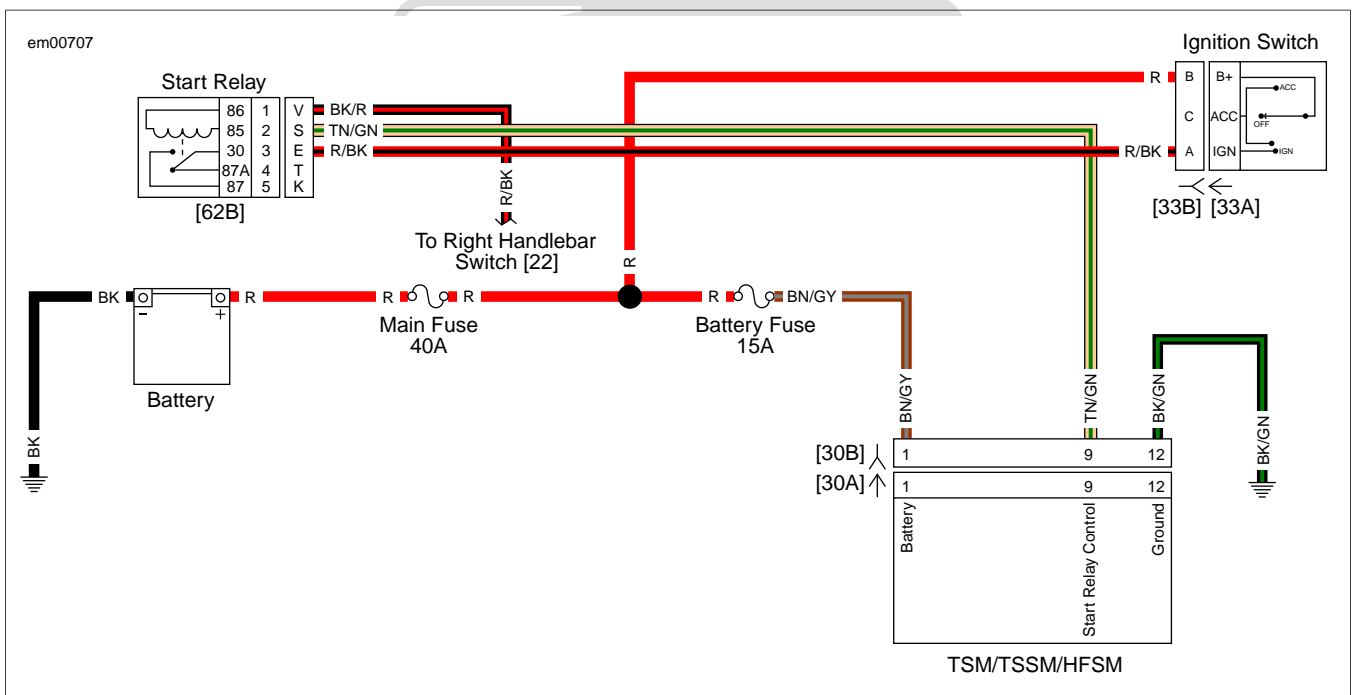 em00707
Ignition Switch
Start Relay
R B B+ ACC
86 1 V BK/R
C ACC OFF
85 2 S TN/GN
30 3 E R/BK R/BK A IGN IGN
87A 4 T
87 5 K
R/BK
[62B]
[33B] [33A]
To Right Handlebar
Switch [22]
R
BK R R R R BN/GY
- +
Main Fuse
40A
Battery Fuse
15A
Battery
BK
BN/GY TN/GN BK/GN BK/GN
[30B] 1 9 12
[30A] 1 9 12
Battery
Start Relay Control
Ground
TSM/TSSM/HFSM